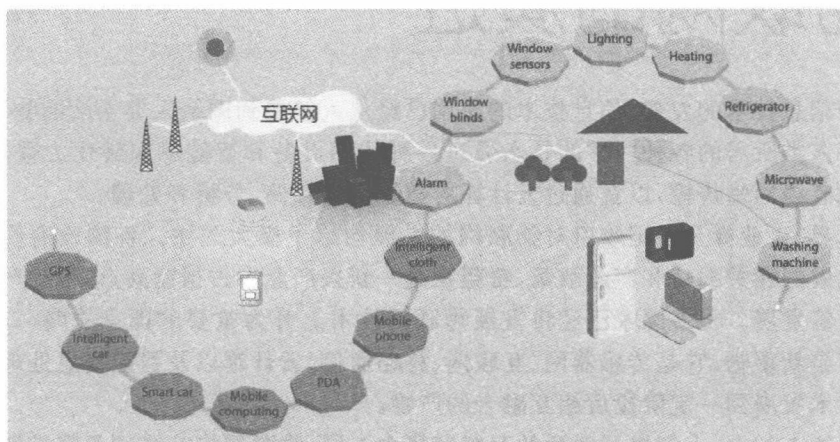 Window
sensors
Lighting
Heating
互联网
Window
blinds
Refrigerator
Alarm
Microwave
Intelligent
cloth
Washing
machine
GPS
Mobile
phone
Intelligent
car
PDA
Smart car
Mobile
computing